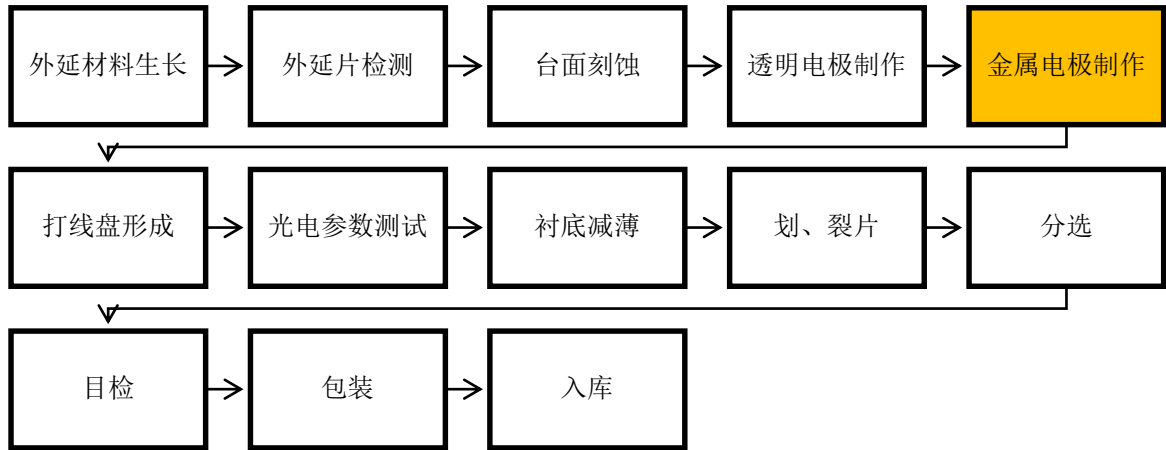 外延材料生长
外延片检测
台面刻蚀
透明电极制作
金属电极制作
打线盘形成
光电参数测试
衬底减薄
划、裂片
分选
目检
包装
入库